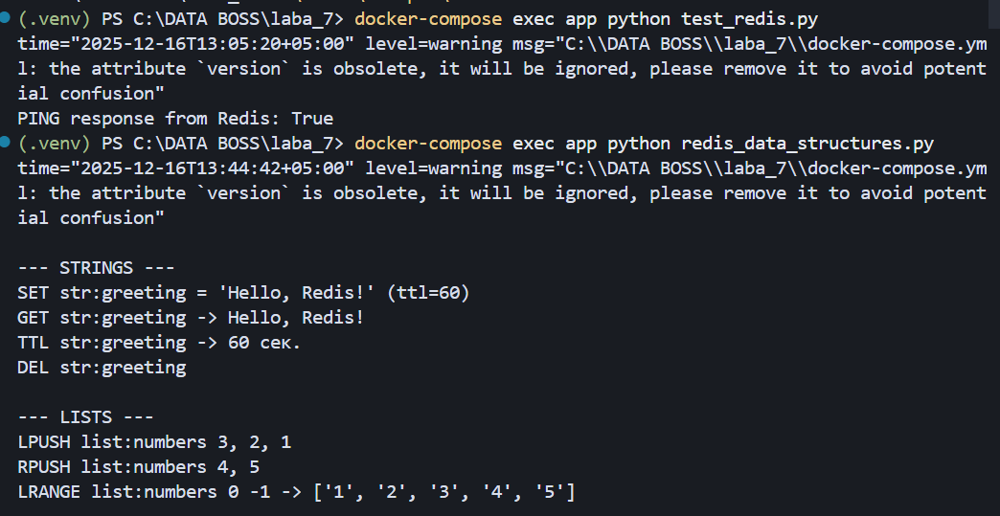 (.venv) PS C:\DATA BOSS\laba_7> docker-compose exec app python test_redis.py
time="2025-12-16T13:05:20+05:00" level=warning msg="C:\\DATA BOSS\\laba_7\\docker-compose.ym
l: the attribute `version` is obsolete, it will be ignored, please remove it to avoid potent
ial confusion"
PING response from Redis: True
(.venv) PS C:\DATA BOSS\laba_7> docker-compose exec app python redis_data_structures.py
time="2025-12-16T13:44:42+05:00" level=warning msg="C:\\DATA BOSS\\laba_7\\docker-compose.ym
l: the attribute `version` is obsolete, it will be ignored, please remove it to avoid potent
ial confusion"

--- STRINGS ---
SET str:greeting = 'Hello, Redis!' (ttl=60)
GET str:greeting -> Hello, Redis!
TTL str:greeting -> 60 сек.
DEL str:greeting

--- LISTS ---
LPUSH list:numbers 3, 2, 1
RPUSH list:numbers 4, 5
LRANGE list:numbers 0 -1 -> ['1', '2', '3', '4', '5']